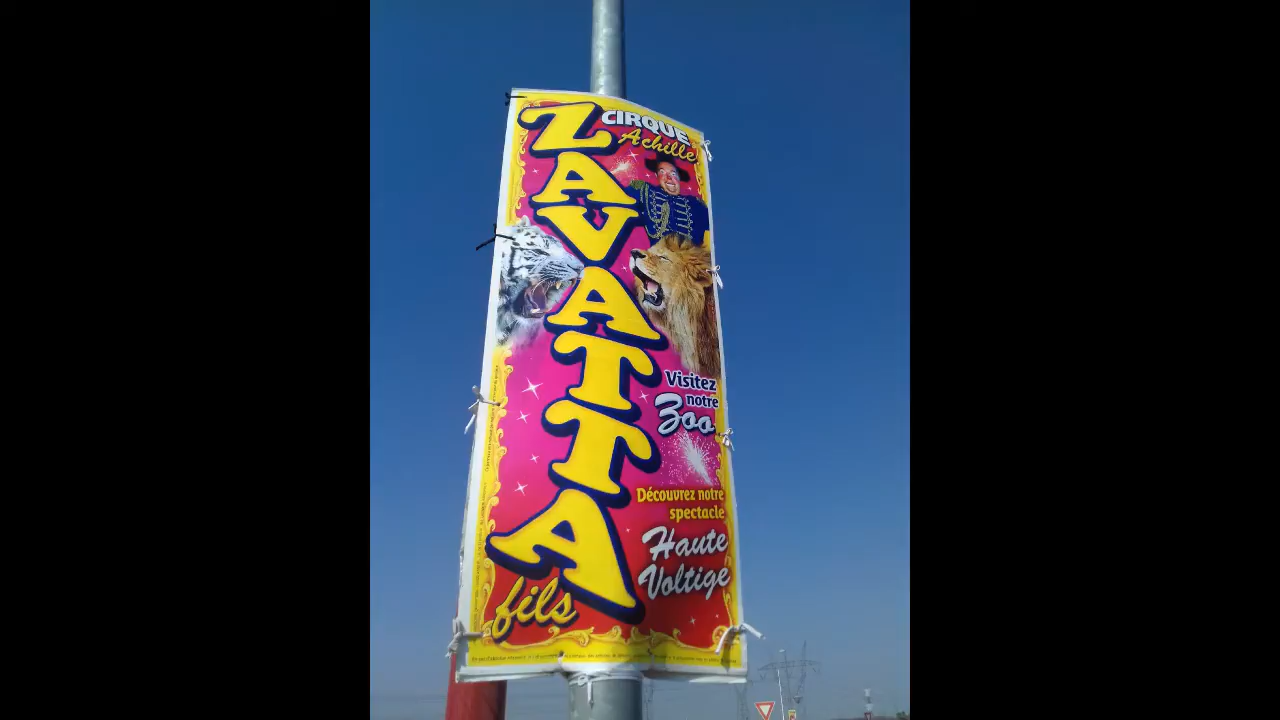 CIRQUE
Achille
ZAVATTA
fils
Visitez
notre
Zoo
Découvrez notre
spectacle
Haute
Voltige